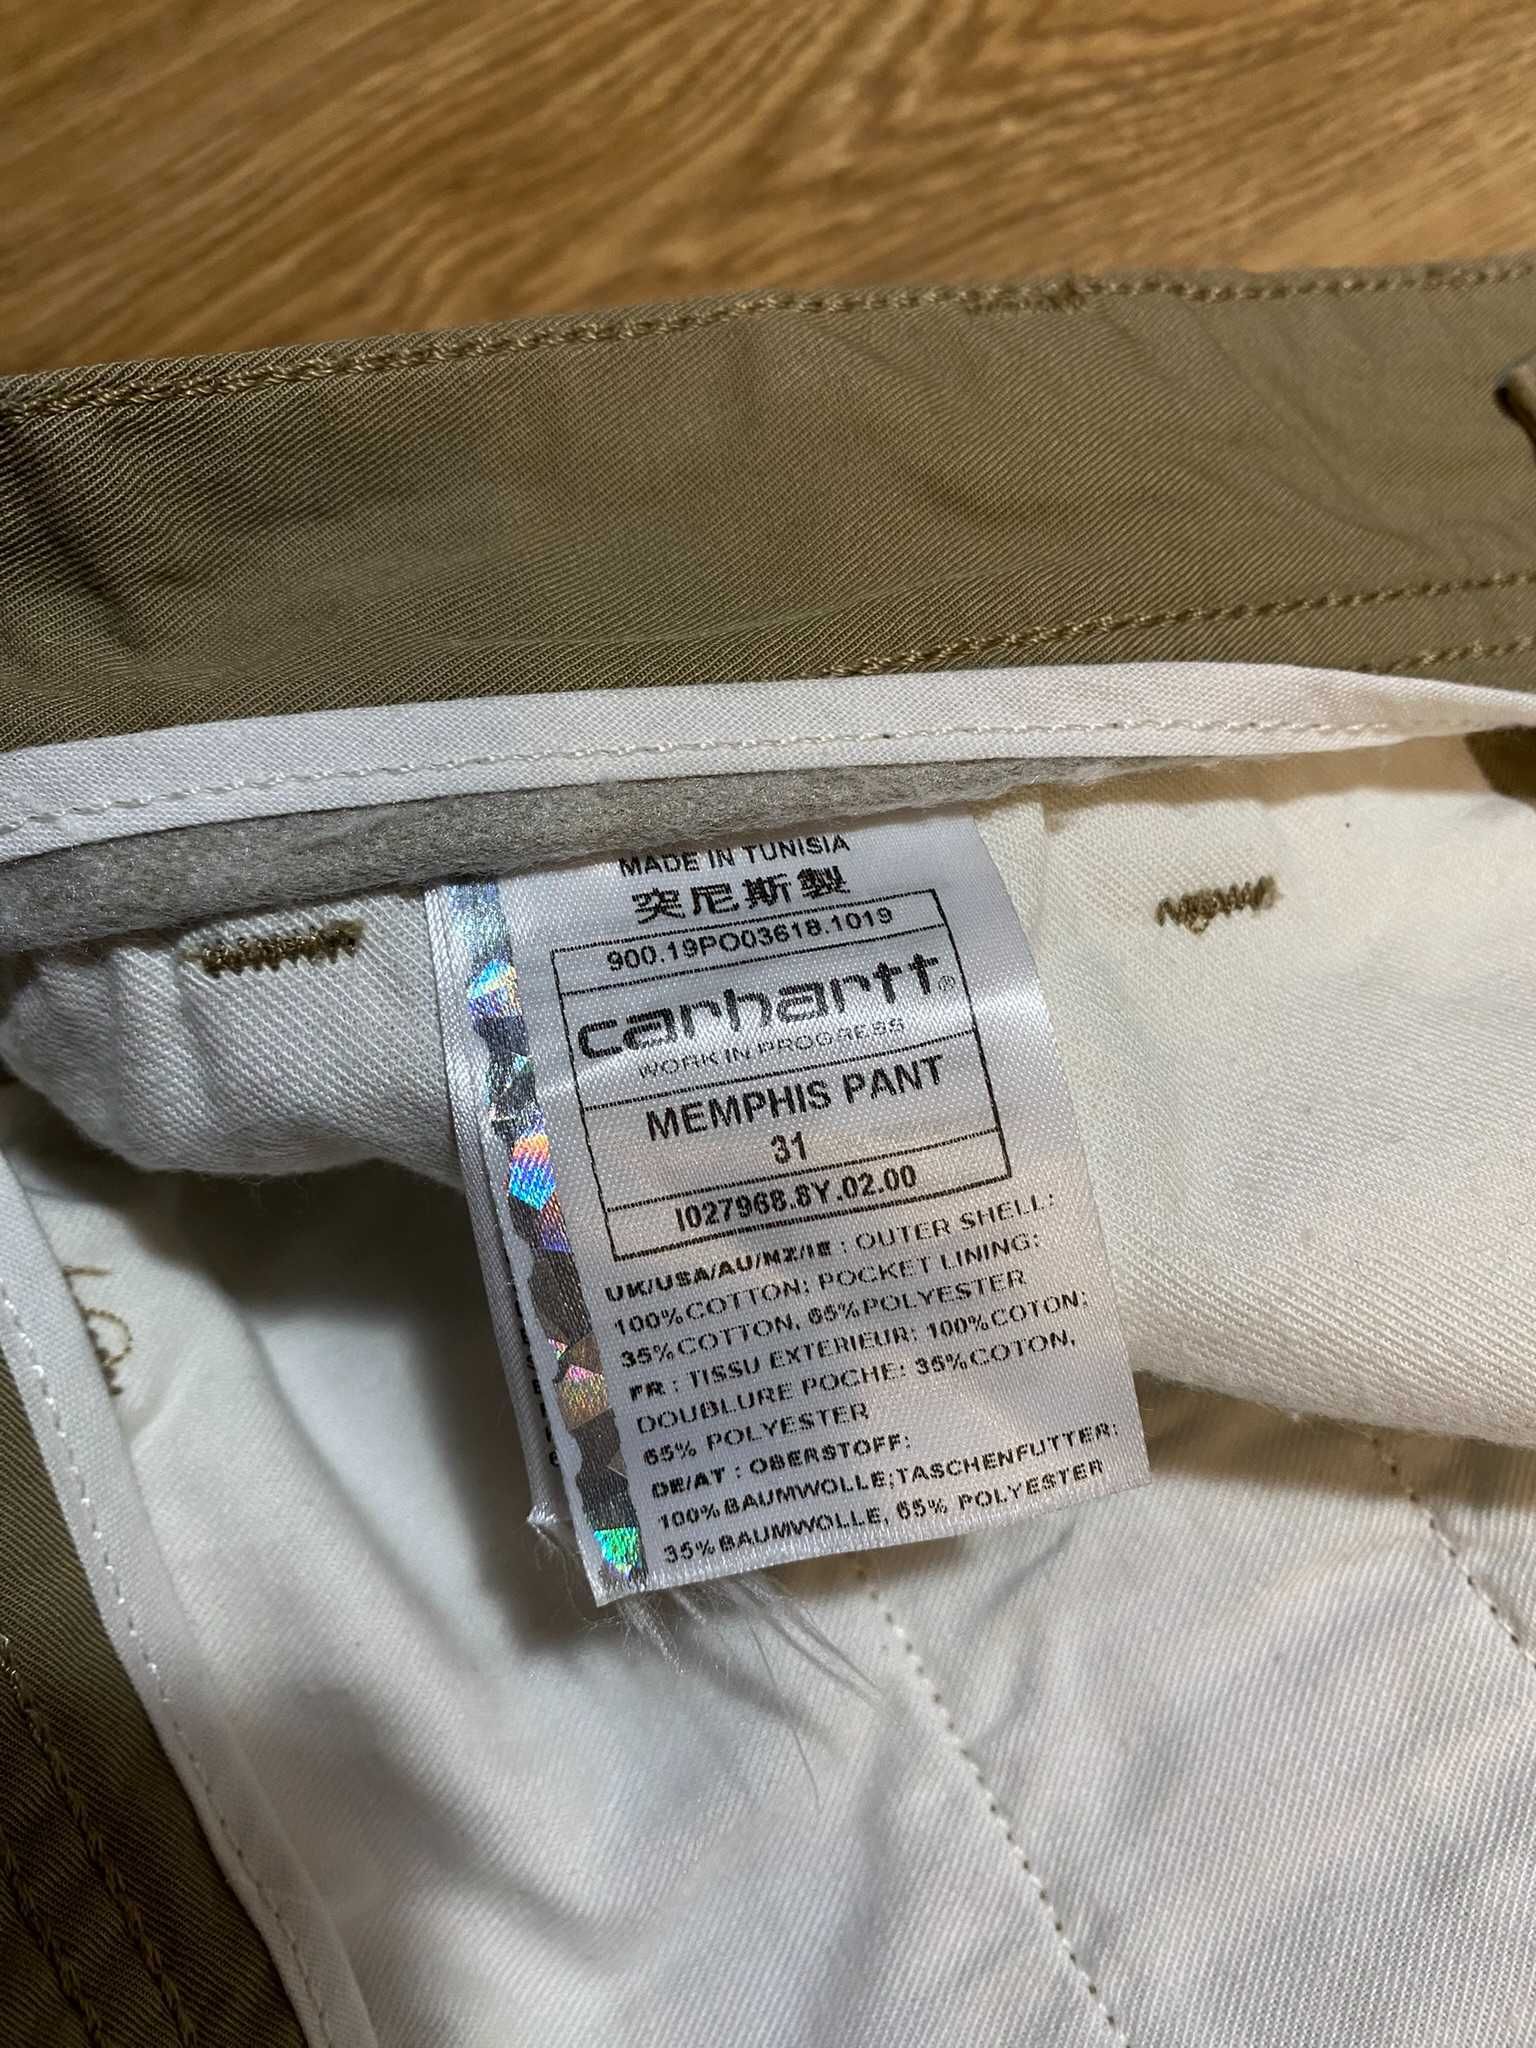 MADE IN TUNISIA
突尼斯製
900.19PO03618.1019
carhartt®
WORK IN PROGRESS
MEMPHIS PANT
31
I027968.8Y.02.00
UK/USA/AU/NZ/IE : OUTER SHELL:
100%COTTON; POCKET LINING:
35%COTTON, 65%POLYESTER
FR : TISSU EXTERIEUR: 100%COTON;
DOUBLURE POCHE: 35%COTON,
65% POLYESTER
DE/AT : OBERSTOFF:
100%BAUMWOLLE;TASCHENFUTTER:
35%BAUMWOLLE, 65% POLYESTER